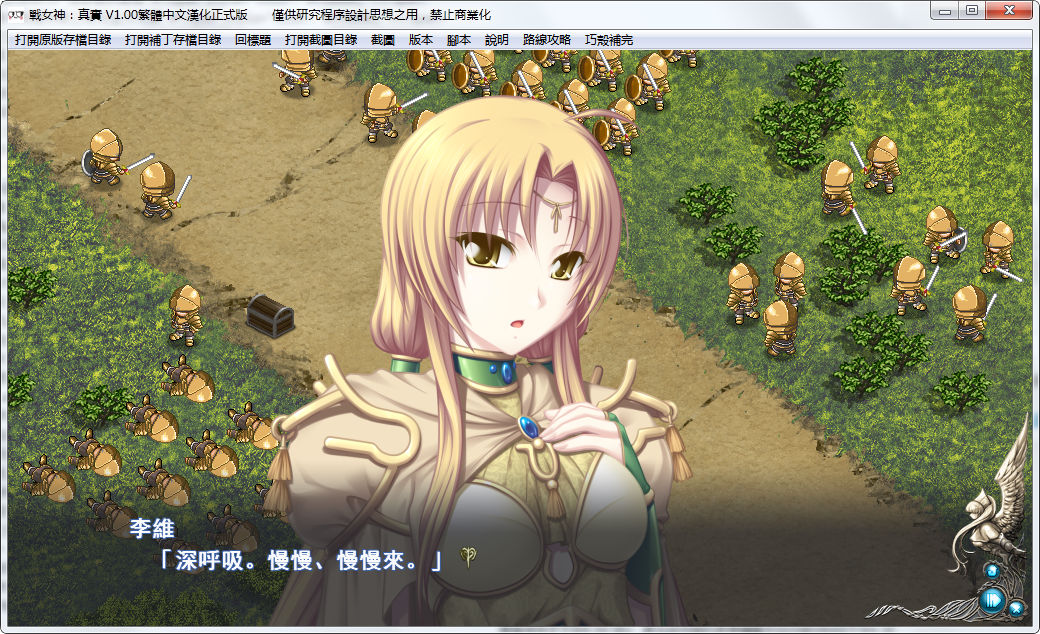 戰女神：真實 V1.00繁體中文漢化正式版 僅供研究程序設計思想之用，禁止商業化
打開原版存檔目錄 打開補丁存檔目錄 回標題 打開截圖目錄 截圖 版本 腳本 說明 路線攻略 巧殼補完
李維
「深呼吸。慢慢、慢慢來。」